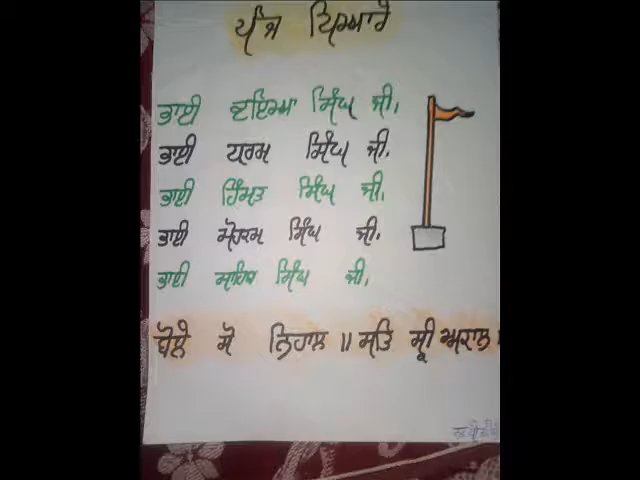 ਪੰਜ ਪਿਆਰੇ
ਭਾਈ ਦਇਆ ਸਿੰਘ ਜੀ.
ਭਾਈ ਧਰਮ ਸਿੰਘ ਜੀ.
ਭਾਈ ਹਿੰਮਤ ਸਿੰਘ ਜੀ.
ਭਾਈ ਮੋਹਕਮ ਸਿੰਘ ਜੀ.
ਭਾਈ ਸਾਹਿਬ ਸਿੰਘ ਜੀ.
ਬੋਲੇ ਸੋ ਨਿਹਾਲ ॥ ਸਤਿ ਸ੍ਰੀ ਅਕਾਲ